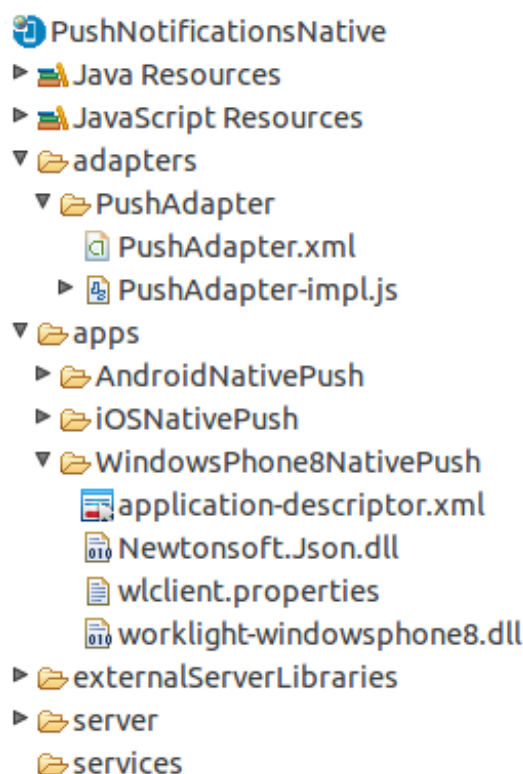 PushNotificationsNative
Java Resources
JavaScript Resources
adapters
PushAdapter
PushAdapter.xml
PushAdapter-impl.js
apps
AndroidNativePush
iOSNativePush
WindowsPhone8NativePush
application-descriptor.xml
Newtonsoft.Json.dll
wlclient.properties
worklight-windowsphone8.dll
externalServerLibraries
server
services